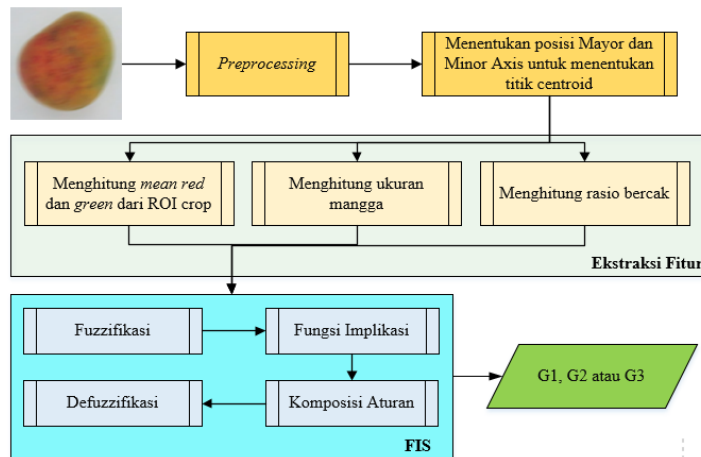 Preprocessing
Menentukan posisi Mayor dan
Minor Axis untuk menentukan
titik centroid
Menghitung mean red
dan green dari ROI crop
Menghitung ukuran
mangga
Menghitung rasio bercak
Ekstraksi Fitur
Fuzzifikasi
Fungsi Implikasi
Defuzzifikasi
Komposisi Aturan
FIS
G1, G2 atau G3